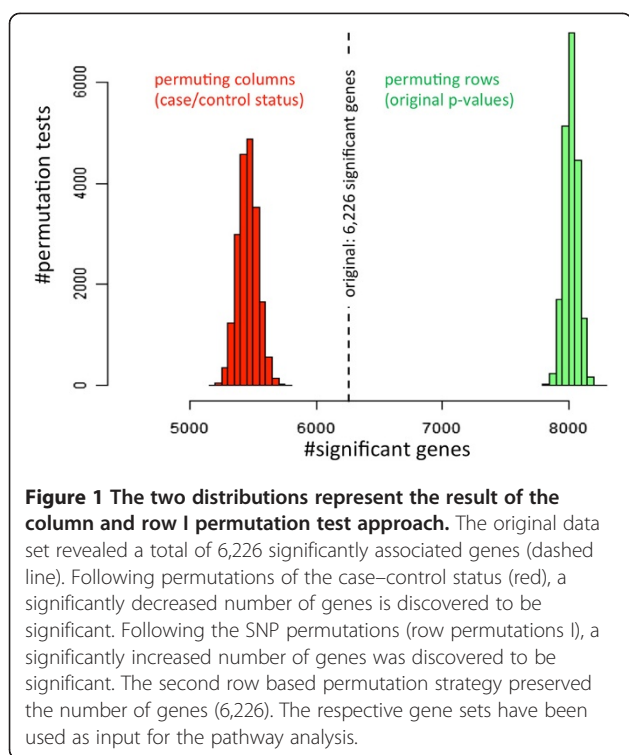 permuting columns
(case/control status)
permuting rows
(original p-values)
original: 6,226 significant genes
#permutation tests
6000
4000
2000
0
5000
6000
7000
8000
#significant genes
Figure 1 The two distributions represent the result of the
column and row I permutation test approach. The original data
set revealed a total of 6,226 significantly associated genes (dashed
line). Following permutations of the case–control status (red), a
significantly decreased number of genes is discovered to be
significant. Following the SNP permutations (row permutations I), a
significantly increased number of genes was discovered to be
significant. The second row based permutation strategy preserved
the number of genes (6,226). The respective gene sets have been
used as input for the pathway analysis.